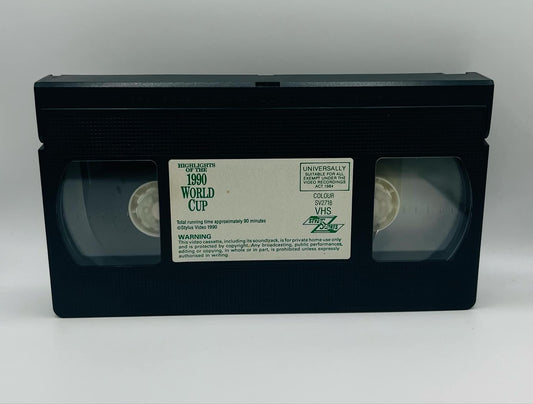 HIGHLIGHTS
OF THE
1990
WORLD
CUP
Total running time approximately 90 minutes
©Stylus Video 1990
UNIVERSALLY
SUITABLE FOR ALL
EXEMPT UNDER THE
VIDEO RECORDINGS
ACT 1984
COLOUR
SV2716
VHS
WARNING
This video cassette, including its soundtrack, is for private home use only
and is protected by copyright. Any broadcasting, public performances,
editing or copying, in whole or in part, is prohibited unless expressly
authorised in writing.